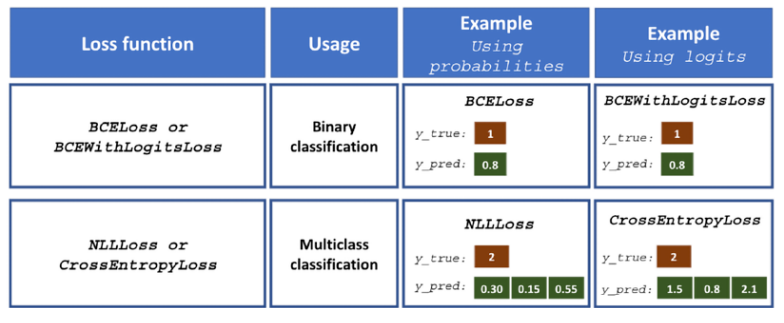 Loss function
Usage
Example
Using
probabilities
Example
Using logits
BCELoss or
BCEWithLogitsLoss
Binary
classification
BCELoss
y_true: 1
y_pred: 0.8
BCEWithLogitsLoss
y_true: 1
y_pred: 0.8
NLLLoss or
CrossEntropyLoss
Multiclass
classification
NLLLoss
y_true: 2
y_pred: 0.30 0.15 0.55
CrossEntropyLoss
y_true: 2
y_pred: 1.5 0.8 2.1